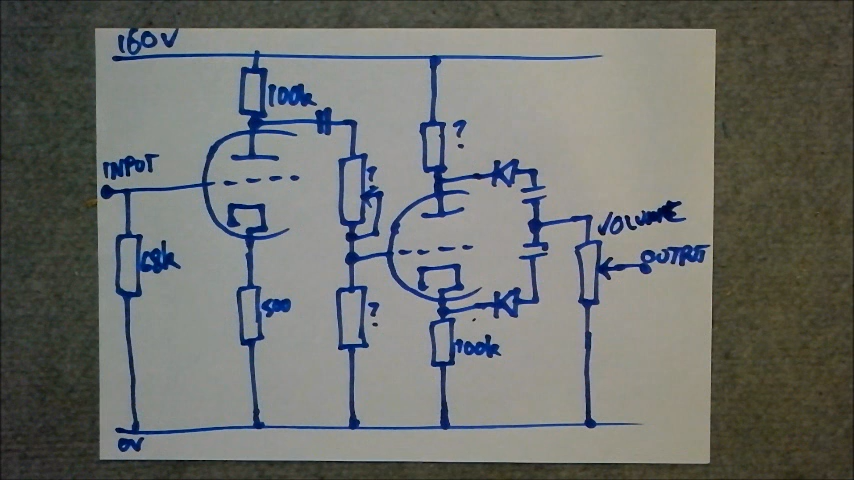 160V
100k
?
INPUT
?
VOLUME
68k
OUTPUT
500
?
100k
0V